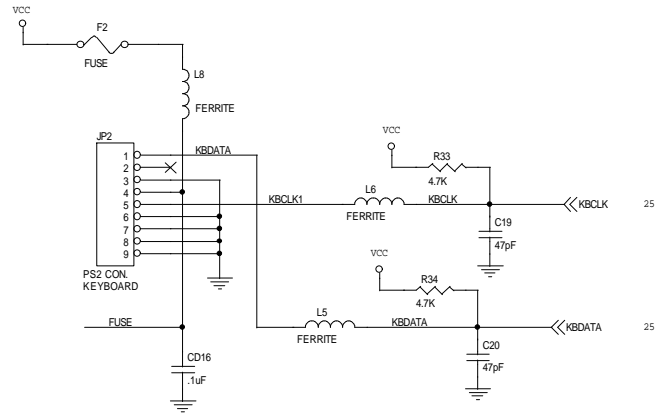 VCC
F2
FUSE
L8
FERRITE
JP2
1
2
3
4
5
6
7
8
9
PS2 CON.
KEYBOARD
KBDATA
VCC
R33
4.7K
KBCLK1
L6
FERRITE
KBCLK
KBCLK
25
C19
47pF
VCC
R34
4.7K
FUSE
L5
FERRITE
KBDATA
KBDATA
25
C20
47pF
CD16
.1uF